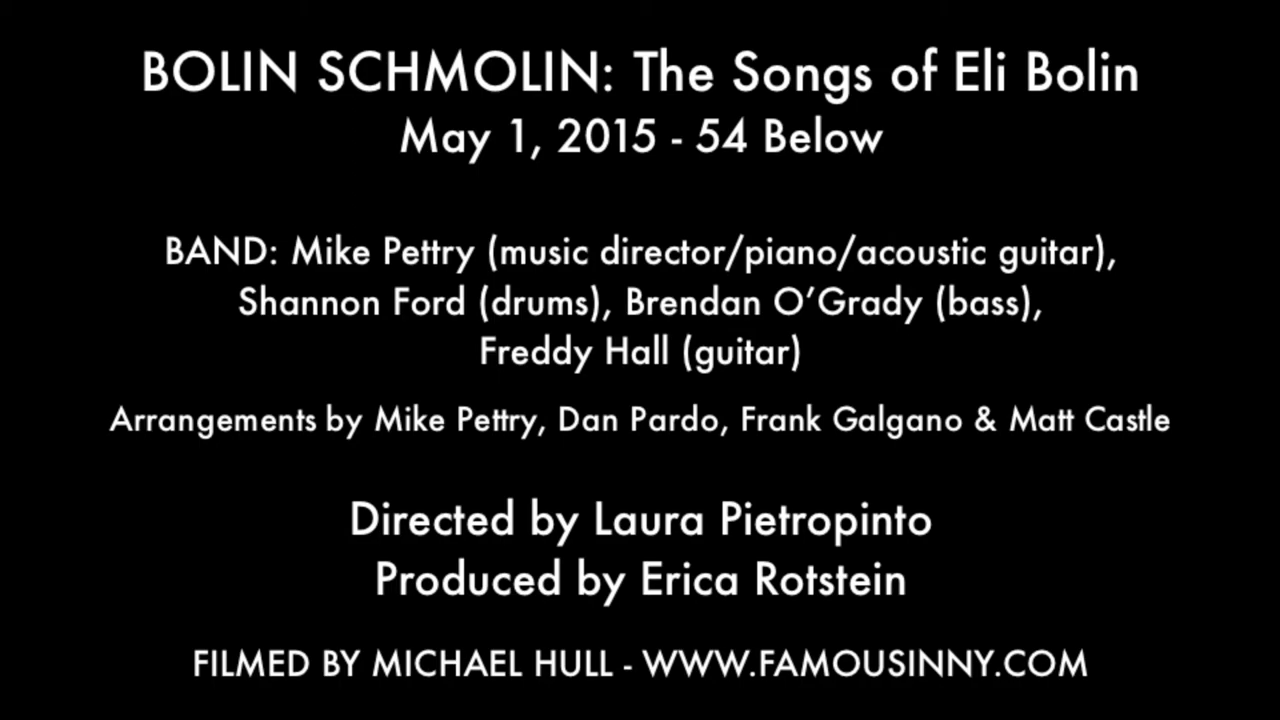 BOLIN SCHMOLIN: The Songs of Eli Bolin
May 1, 2015 - 54 Below
BAND: Mike Pettry (music director/piano/acoustic guitar),
Shannon Ford (drums), Brendan O’Grady (bass),
Freddy Hall (guitar)
Arrangements by Mike Pettry, Dan Pardo, Frank Galgano & Matt Castle
Directed by Laura Pietropinto
Produced by Erica Rotstein
FILMED BY MICHAEL HULL - WWW.FAMOUSINNY.COM